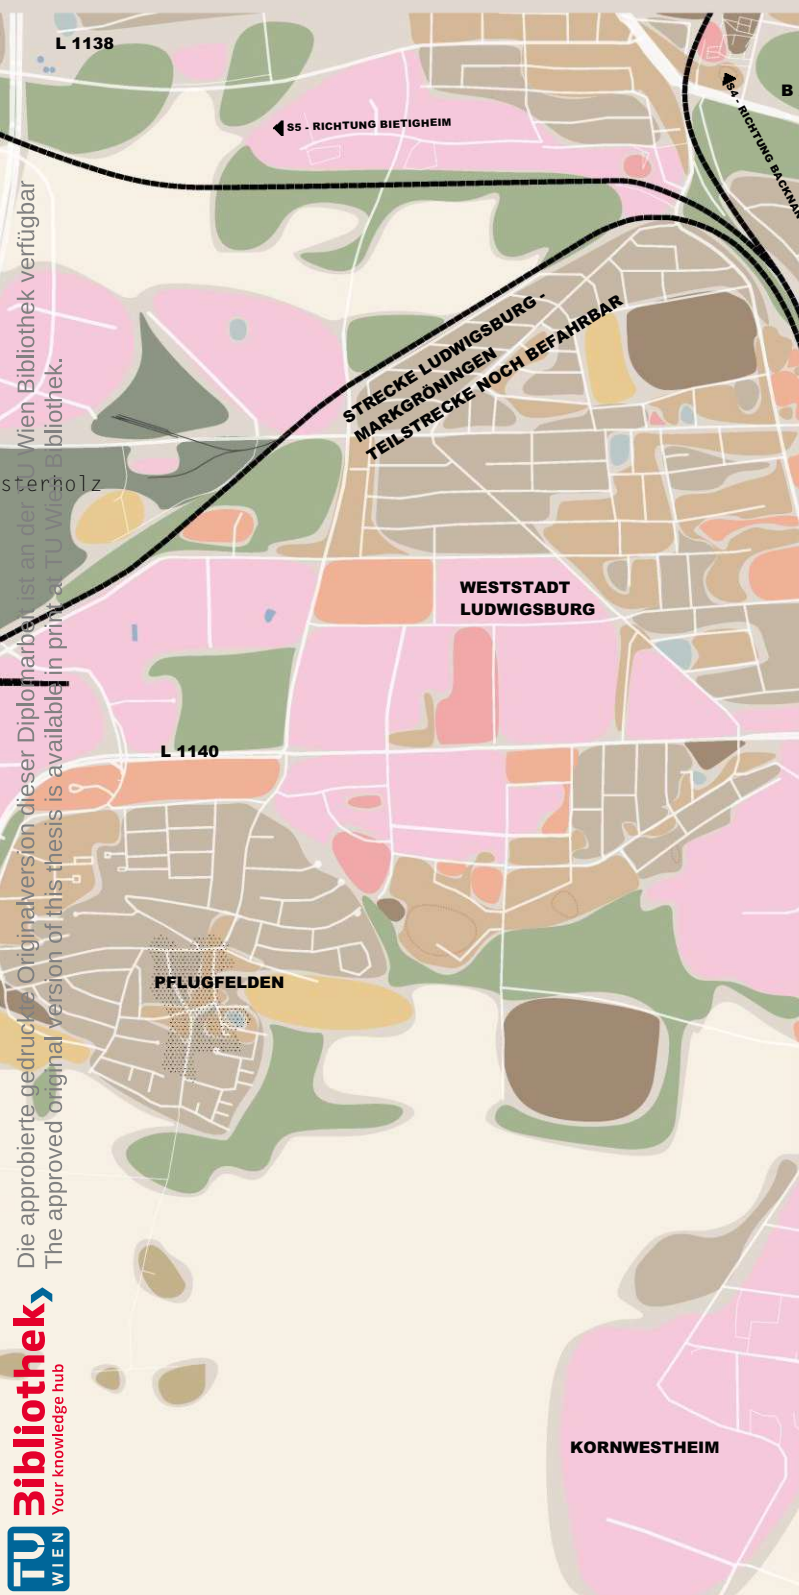 L 1138
B
S4 - RICHTUNG BACKNAN
S5 - RICHTUNG BIETIGHEIM
STRECKE LUDWIGSBURG -
MARKGRÖNINGEN
TEILSTRECKE NOCH BEFAHRBAR
sterholz
WESTSTADT
LUDWIGSBURG
L 1140
PFLUGFELDEN
KORNWESTHEIM
Die approbierte gedruckte Originalversion dieser Diplomarbeit ist an der TU Wien Bibliothek verfügbar
The approved original version of this thesis is available in print at TU Wien Bibliothek.
TU
WIEN
Bibliothek
Your knowledge hub